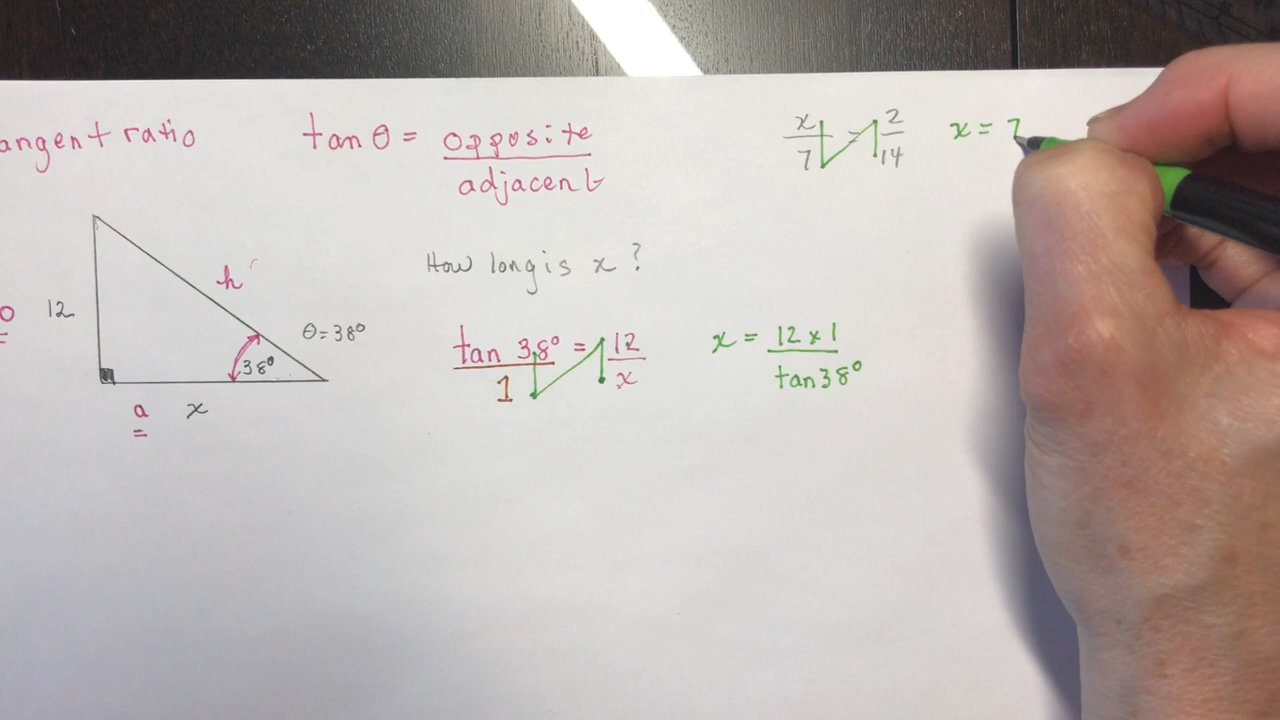 angent ratio
tan θ = opposite
adjacent
x/7 = 2/14
x = 7
h
o
12
θ = 38°
38°
a
x
How long is x ?
tan 38° / 1 = 12 / x
x = 12 × 1 / tan 38°